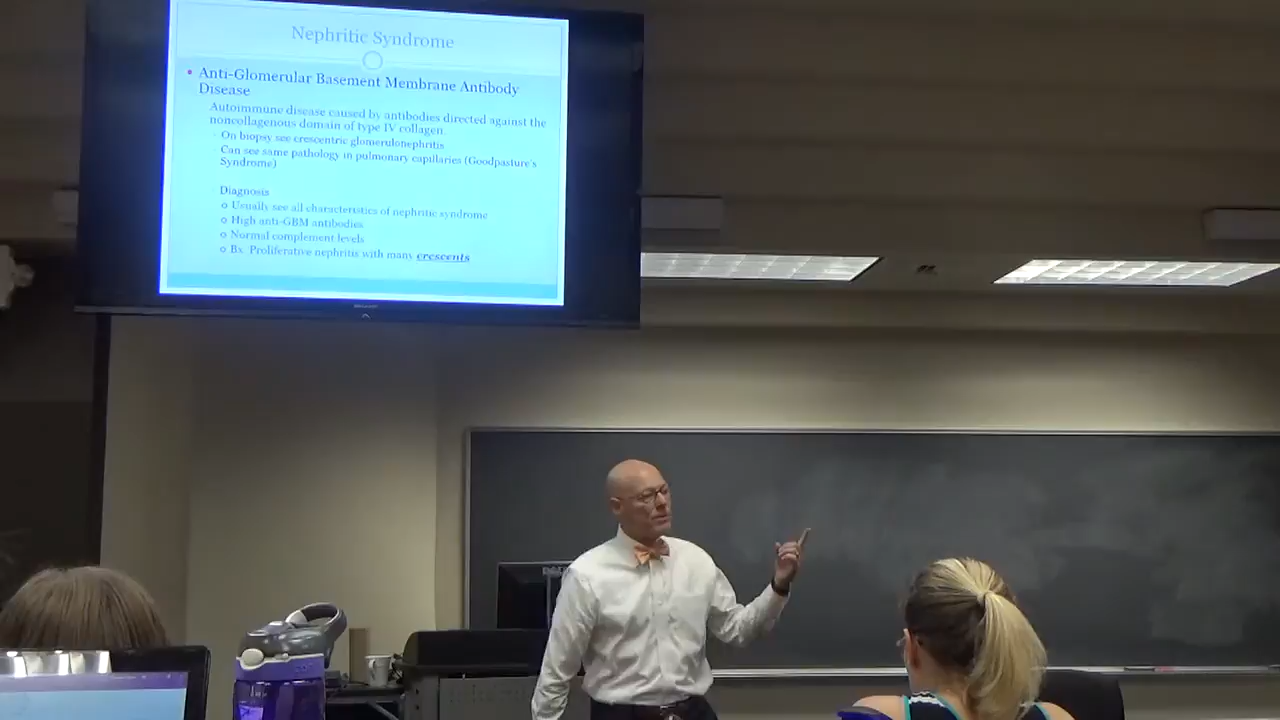 Nephritic Syndrome
• Anti-Glomerular Basement Membrane Antibody
Disease
Autoimmune disease caused by antibodies directed against the
noncollagenous domain of type IV collagen.
On biopsy see crescentric glomerulonephritis
Can see same pathology in pulmonary capillaries (Goodpasture's
Syndrome)
Diagnosis
o Usually see all characteristics of nephritic syndrome
o High anti-GBM antibodies
o Normal complement levels
o Bx: Proliferative nephritis with many crescents